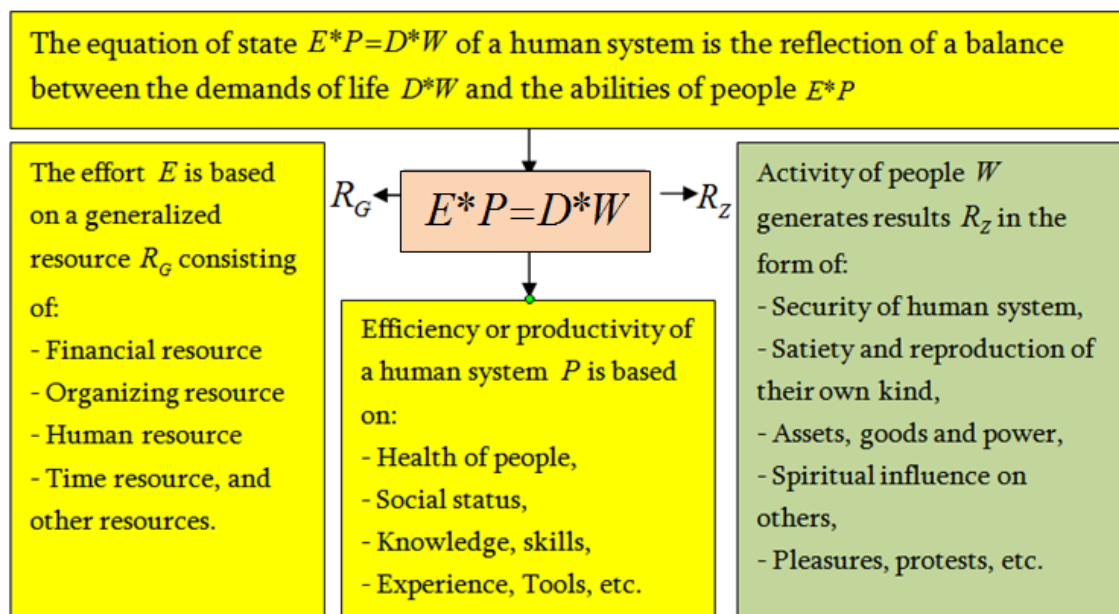 The equation of state E*P=D*W of a human system is the reflection of a balance
between the demands of life D*W and the abilities of people E*P
The effort E is based
on a generalized
resource R_G consisting
of:
- Financial resource
- Organizing resource
- Human resource
- Time resource, and
other resources.
R_G
E*P=D*W
R_Z
Efficiency or productivity of
a human system P is based
on:
- Health of people,
- Social status,
- Knowledge, skills,
- Experience, Tools, etc.
Activity of people W
generates results R_Z in the
form of:
- Security of human system,
- Satiety and reproduction of
their own kind,
- Assets, goods and power,
- Spiritual influence on
others,
- Pleasures, protests, etc.